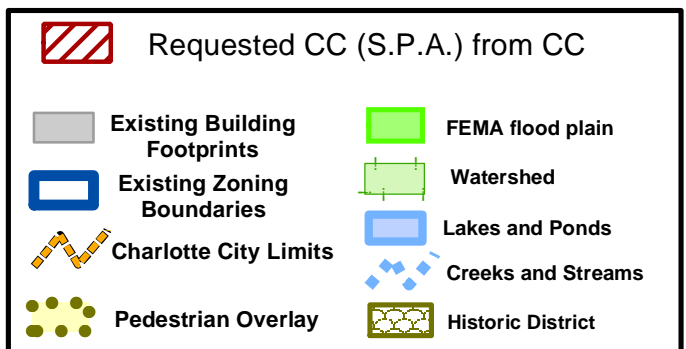 Requested CC (S.P.A.) from CC
Existing Building
Footprints
Existing Zoning
Boundaries
Charlotte City Limits
Pedestrian Overlay
FEMA flood plain
Watershed
Lakes and Ponds
Creeks and Streams
Historic District